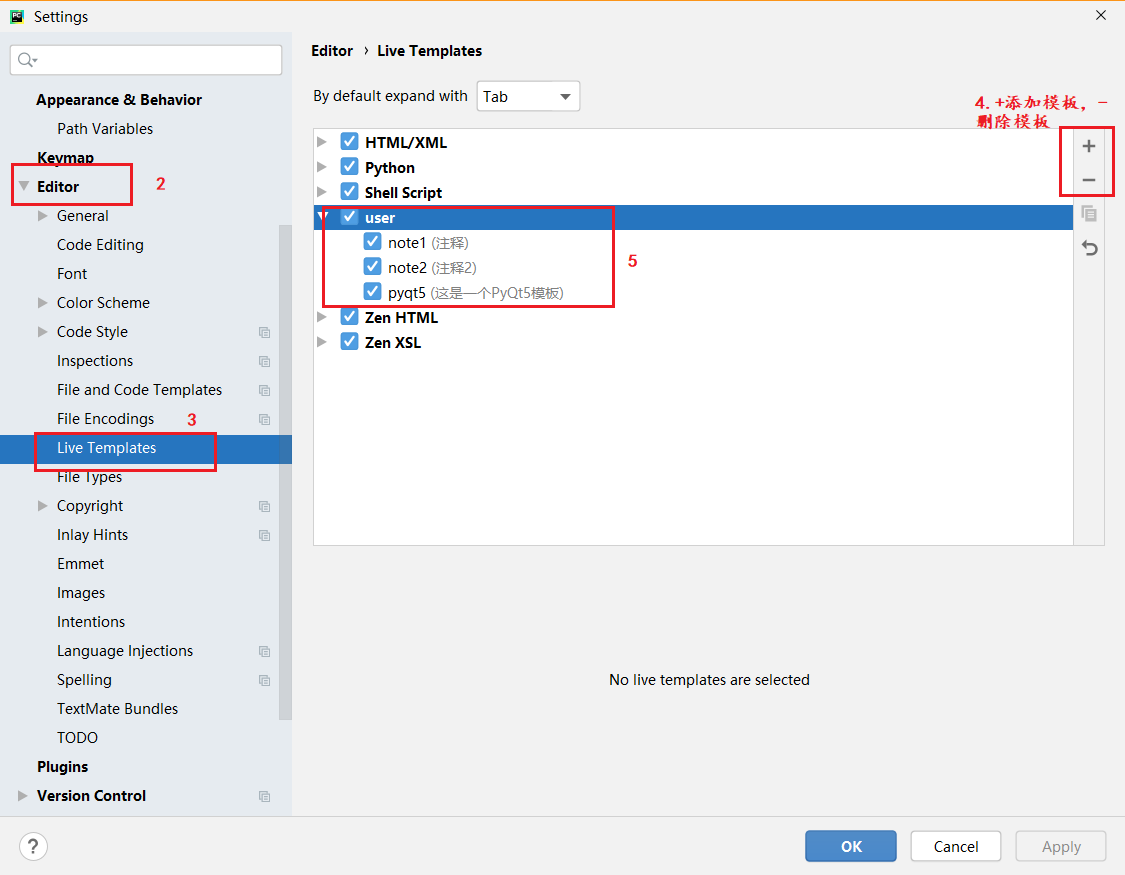 PC Settings
Editor › Live Templates
By default expand with Tab
4. +添加模板，-
删除模板
Appearance & Behavior
Path Variables
Keymap
Editor 2
General
Code Editing
Font
Color Scheme
Code Style
Inspections
File and Code Templates
File Encodings 3
Live Templates
File Types
Copyright
Inlay Hints
Emmet
Images
Intentions
Language Injections
Spelling
TextMate Bundles
TODO
Plugins
Version Control
HTML/XML
Python
Shell Script
user
note1 (注释)
note2 (注释2)
pyqt5 (这是一个PyQt5模板)
5
Zen HTML
Zen XSL
No live templates are selected
? OK Cancel Apply